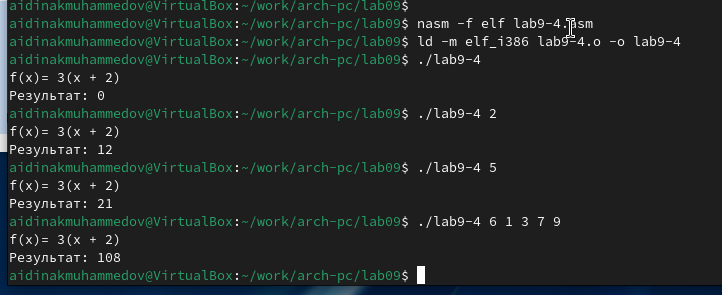 aidinakmuhammedov@VirtualBox:~/work/arch-pc/lab09$
aidinakmuhammedov@VirtualBox:~/work/arch-pc/lab09$ nasm -f elf lab9-4.asm
aidinakmuhammedov@VirtualBox:~/work/arch-pc/lab09$ ld -m elf_i386 lab9-4.o -o lab9-4
aidinakmuhammedov@VirtualBox:~/work/arch-pc/lab09$ ./lab9-4
f(x)= 3(x + 2)
Результат: 0
aidinakmuhammedov@VirtualBox:~/work/arch-pc/lab09$ ./lab9-4 2
f(x)= 3(x + 2)
Результат: 12
aidinakmuhammedov@VirtualBox:~/work/arch-pc/lab09$ ./lab9-4 5
f(x)= 3(x + 2)
Результат: 21
aidinakmuhammedov@VirtualBox:~/work/arch-pc/lab09$ ./lab9-4 6 1 3 7 9
f(x)= 3(x + 2)
Результат: 108
aidinakmuhammedov@VirtualBox:~/work/arch-pc/lab09$